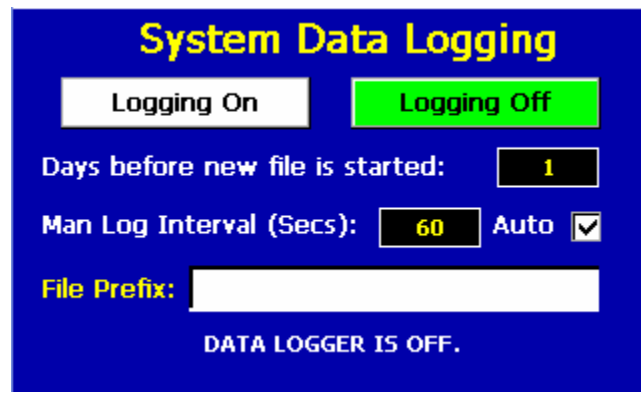 System Data Logging
Logging On Logging Off
Days before new file is started: 1
Man Log Interval (Secs): 60 Auto
File Prefix:
DATA LOGGER IS OFF.